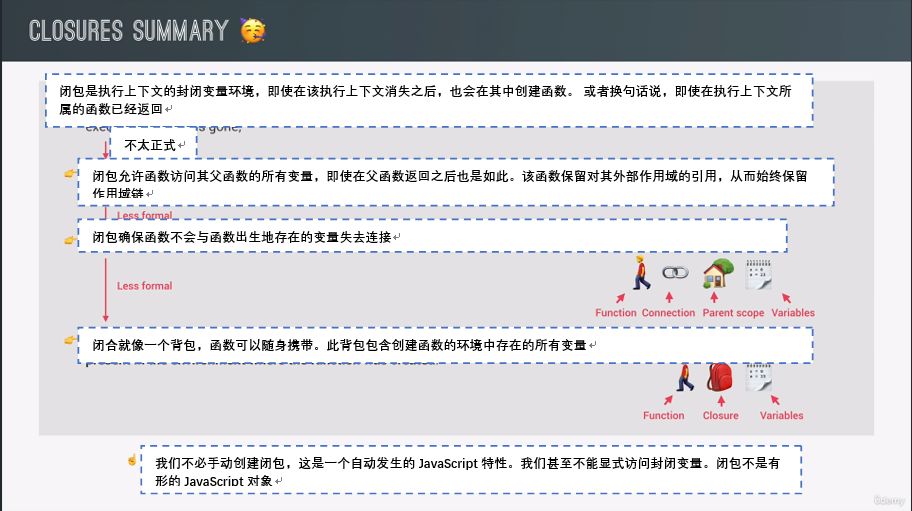 CLOSURES SUMMARY
闭包是执行上下文的封闭变量环境，即使在该执行上下文消失之后，也会在其中创建函数。 或者换句话说，即使在执行上下文所
属的函数已经返回
gone;
不太正式
闭包允许函数访问其父函数的所有变量，即使在父函数返回之后也是如此。该函数保留对其外部作用域的引用，从而始终保留
作用域链
Less formal
闭包确保函数不会与函数出生地存在的变量失去连接
Less formal
Function Connection Parent scope Variables
闭合就像一个背包，函数可以随身携带。此背包包含创建函数的环境中存在的所有变量
Function Closure Variables
我们不必手动创建闭包，这是一个自动发生的 JavaScript 特性。我们甚至不能显式访问封闭变量。闭包不是有
形的 JavaScript 对象
Udemy